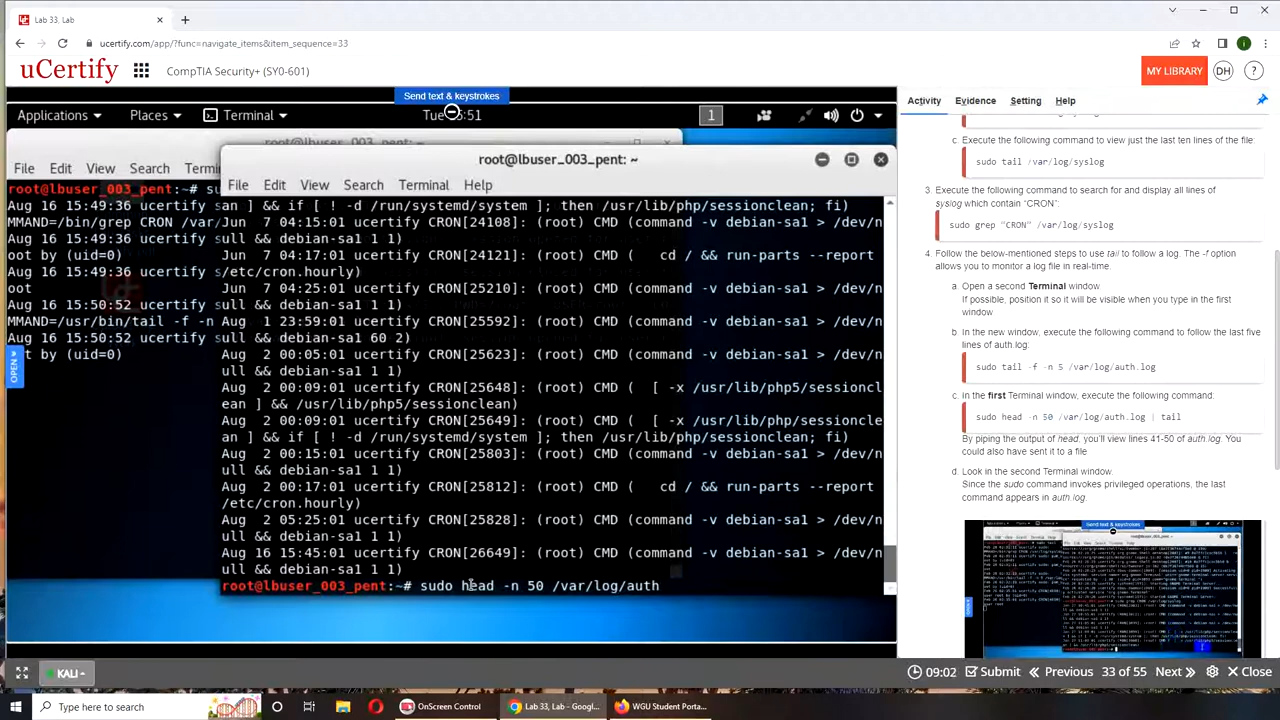 Lab 33, Lab
ucertify.com/app/?func=navigate_items&item_sequence=33
uCertify
CompTIA Security+ (SY0-601)
MY LIBRARY
DH
?
Send text & keystrokes
Applications
Places
Terminal
Tue
:51
1
File Edit View Search Term
root@lbuser_003_pent:~# su
Aug 16 15:49:36 ucertify s
MMAND=/bin/grep CRON /var/
Aug 16 15:49:36 ucertify s
oot by (uid=0)
Aug 16 15:49:36 ucertify s
oot
Aug 16 15:50:52 ucertify s
MMAND=/usr/bin/tail -f -n
Aug 16 15:50:52 ucertify s
ot by (uid=0)
OPEN
root@lbuser_003_pent: ~
File Edit View Search Terminal Help
an ] && if [ ! -d /run/systemd/system ]; then /usr/lib/php/sessionclean; fi)
Jun  7 04:15:01 ucertify CRON[24108]: (root) CMD (command -v debian-sa1 > /dev/n
ull && debian-sa1 1 1)
Jun  7 04:17:01 ucertify CRON[24121]: (root) CMD (   cd / && run-parts --report
/etc/cron.hourly)
Jun  7 04:25:01 ucertify CRON[25210]: (root) CMD (command -v debian-sa1 > /dev/n
ull && debian-sa1 1 1)
Aug  1 23:59:01 ucertify CRON[25592]: (root) CMD (command -v debian-sa1 > /dev/n
ull && debian-sa1 60 2)
Aug  2 00:05:01 ucertify CRON[25623]: (root) CMD (command -v debian-sa1 > /dev/n
ull && debian-sa1 1 1)
Aug  2 00:09:01 ucertify CRON[25648]: (root) CMD (  [ -x /usr/lib/php5/sessioncl
ean ] && /usr/lib/php5/sessionclean)
Aug  2 00:09:01 ucertify CRON[25649]: (root) CMD (  [ -x /usr/lib/php/sessioncle
an ] && if [ ! -d /run/systemd/system ]; then /usr/lib/php/sessionclean; fi)
Aug  2 00:15:01 ucertify CRON[25803]: (root) CMD (command -v debian-sa1 > /dev/n
ull && debian-sa1 1 1)
Aug  2 00:17:01 ucertify CRON[25812]: (root) CMD (   cd / && run-parts --report
/etc/cron.hourly)
Aug  2 05:25:01 ucertify CRON[25828]: (root) CMD (command -v debian-sa1 > /dev/n
ull && debian-sa1 1 1)
Aug 16 15:35:01 ucertify CRON[26649]: (root) CMD (command -v debian-sa1 > /dev/n
ull && debian-sa1 1 1)
root@lbuser_003_pent 50 /var/log/auth
Activity
Evidence
Setting
Help
c. Execute the following command to view just the last ten lines of the file:
sudo tail /var/log/syslog
3. Execute the following command to search for and display all lines of
syslog which contain “CRON”:
sudo grep “CRON” /var/log/syslog
4. Follow the below-mentioned steps to use tail to follow a log. The -f option
allows you to monitor a log file in real-time.
a. Open a second Terminal window.
If possible, position it so it will be visible when you type in the first
window
b. In the new window, execute the following command to follow the last five
lines of auth.log:
sudo tail -f -n 5 /var/log/auth.log
c. In the first Terminal window, execute the following command:
sudo head -n 50 /var/log/auth.log | tail
By piping the output of head, you'll view lines 41-50 of auth.log. You
could also have sent it to a file
d. Look in the second Terminal window.
Since the sudo command invokes privileged operations, the last
command appears in auth.log.
Send text & keystrokes
KALI
09:02
Submit
Previous
33 of 55
Next
Close
Type here to search
OnScreen Control
Lab 33, Lab - Googl...
WGU Student Porta...